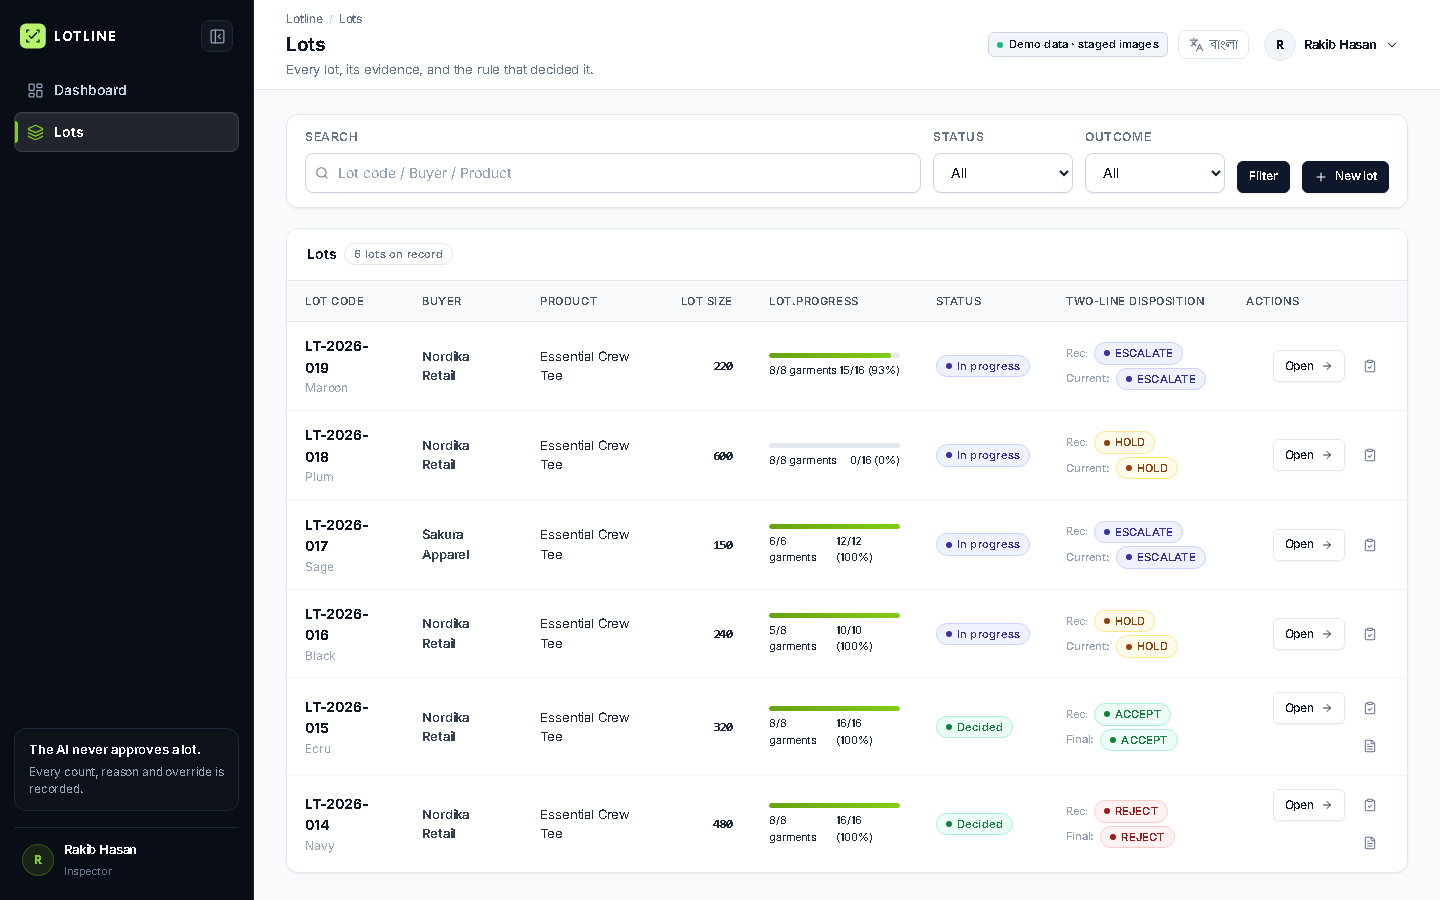 LOTLINE
Dashboard
Lots
The AI never approves a lot.
Every count, reason and override is
recorded.
R
Rakib Hasan
Inspector
Lotline / Lots
Lots
Every lot, its evidence, and the rule that decided it.
Demo data · staged images
বাংলা
R
Rakib Hasan
SEARCH
Lot code / Buyer / Product
STATUS
All
OUTCOME
All
Filter
New lot
Lots
6 lots on record
LOT CODE BUYER PRODUCT LOT SIZE LOT.PROGRESS STATUS TWO-LINE DISPOSITION ACTIONS
LT-2026-
019
Maroon
Nordika
Retail
Essential Crew
Tee
220
8/8 garments 15/16 (93%)
In progress
Rec: ESCALATE
Current: ESCALATE
Open
LT-2026-
018
Plum
Nordika
Retail
Essential Crew
Tee
600
8/8 garments 0/16 (0%)
In progress
Rec: HOLD
Current: HOLD
Open
LT-2026-
017
Sage
Sakura
Apparel
Essential Crew
Tee
150
6/6
garments
12/12
(100%)
In progress
Rec: ESCALATE
Current: ESCALATE
Open
LT-2026-
016
Black
Nordika
Retail
Essential Crew
Tee
240
5/8
garments
10/10
(100%)
In progress
Rec: HOLD
Current: HOLD
Open
LT-2026-
015
Ecru
Nordika
Retail
Essential Crew
Tee
320
8/8
garments
16/16
(100%)
Decided
Rec: ACCEPT
Final: ACCEPT
Open
LT-2026-
014
Navy
Nordika
Retail
Essential Crew
Tee
480
8/8
garments
16/16
(100%)
Decided
Rec: REJECT
Final: REJECT
Open